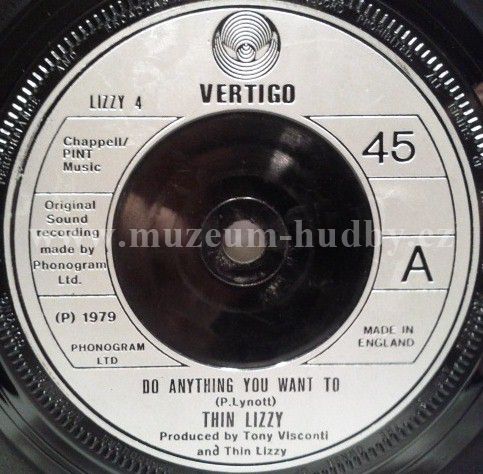 VERTIGO
LIZZY 4
Chappell/
PINT
Music
45
Original
Sound
recording
made by
Phonogram
Ltd.
www.muzeum-hudby.cz
A
(P) 1979
PHONOGRAM
LTD
MADE IN
ENGLAND
DO ANYTHING YOU WANT TO
(P.Lynott)
THIN LIZZY
Produced by Tony Visconti
and Thin Lizzy